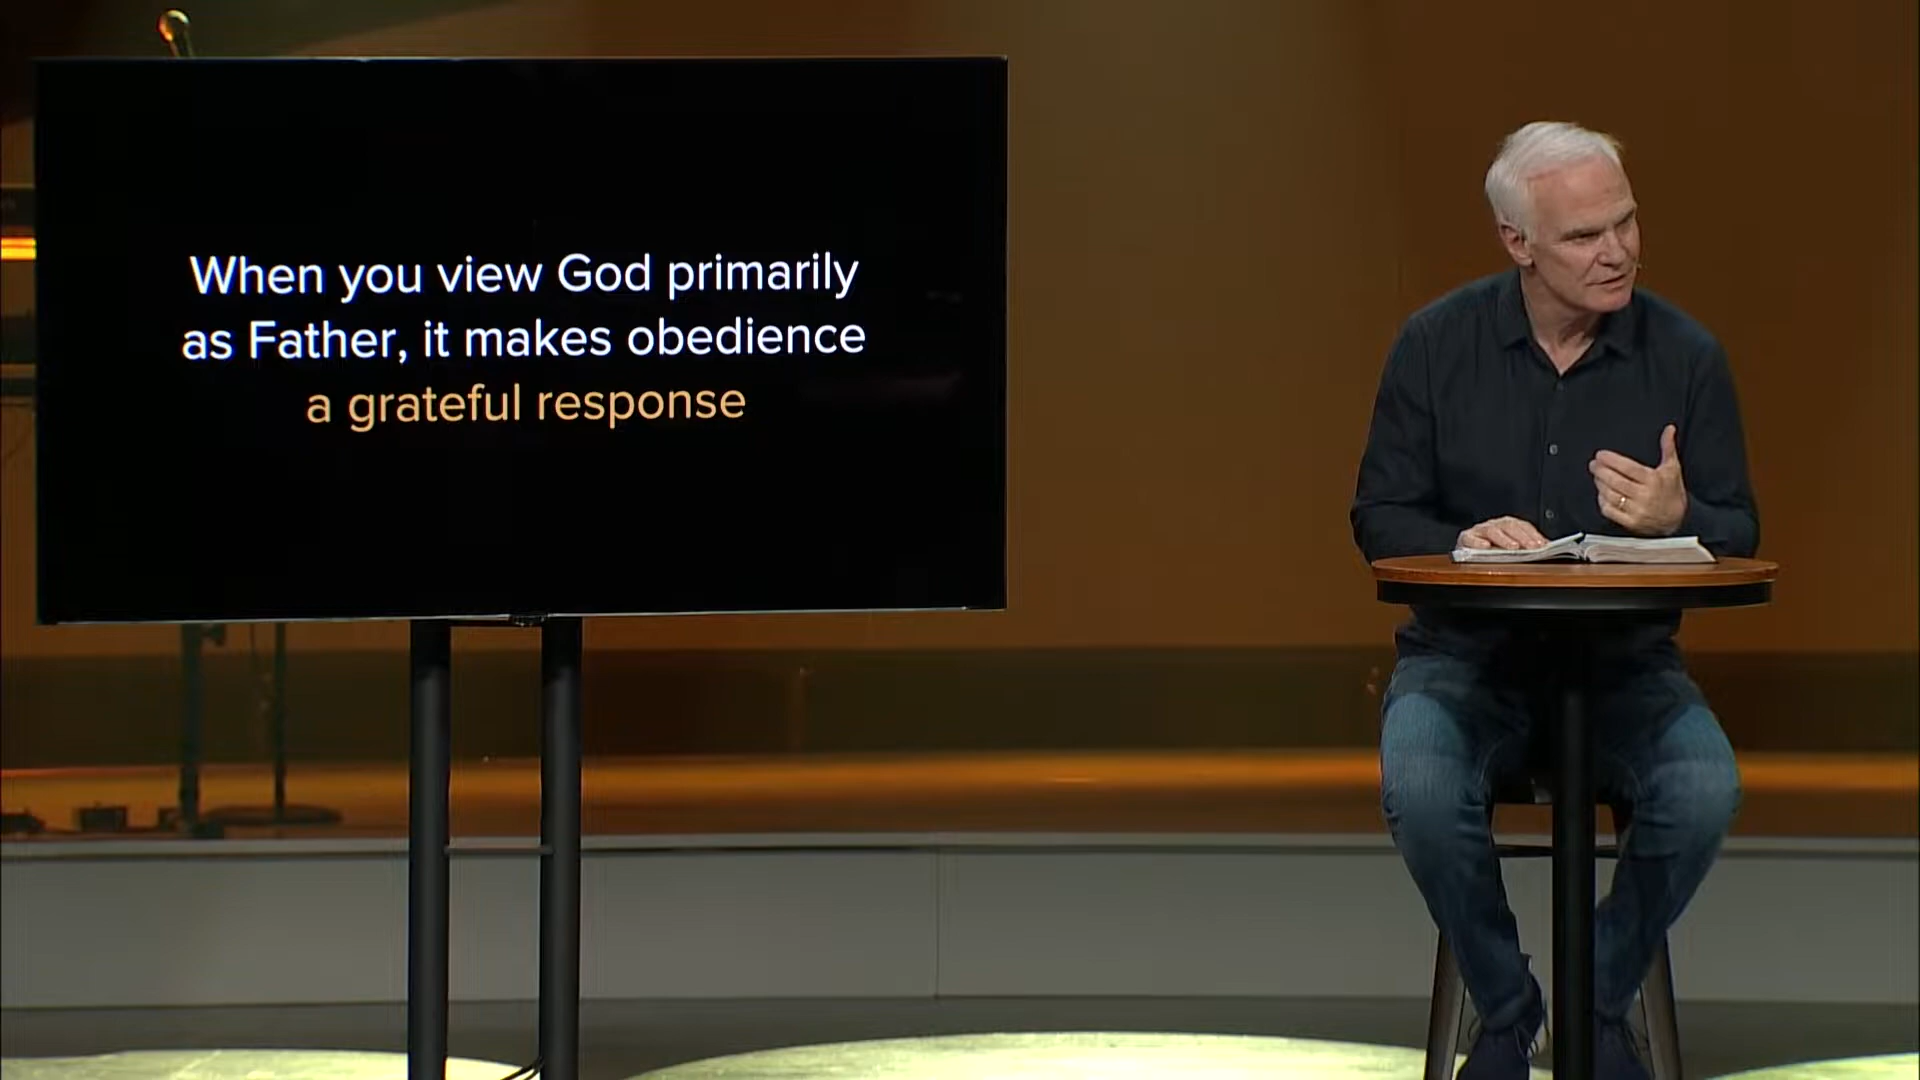 When you view God primarily
as Father, it makes obedience
a grateful response